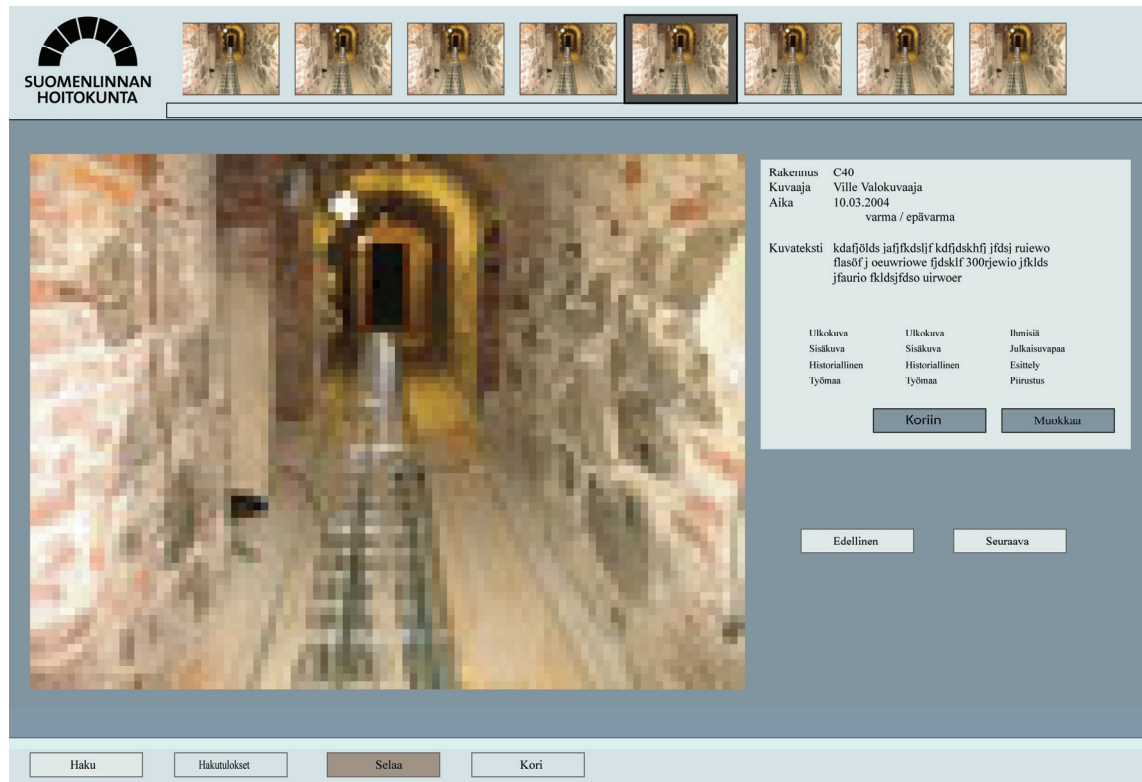 SUOMENLINNAN
HOITOKUNTA
Rakennus C40
Kuvaaja Ville Valokuvaaja
Aika 10.03.2004
varma / epävarma
Kuvateksti kdafjölds jafjfkdsljf kdfjdskhfj jfdsj ruiewo
flasöf j oeuwriowe fjdsklf 300rjewio jfklds
jfaurio fkldsjfdso uirwoer
Ulkokuva Ulkokuva Ihmisiä
Sisäkuva Sisäkuva Julkaisuvapaa
Historiallinen Historiallinen Esittely
Työmaa Työmaa Piirustus
Koriin Muokkaa
Edellinen Seuraava
Haku Hakutulokset Selaa Kori